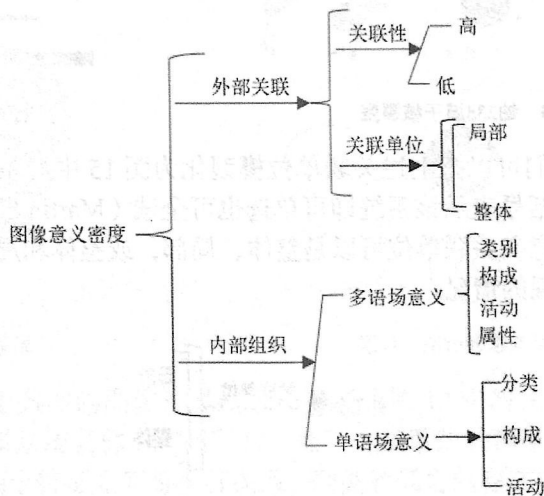 关联性
高
低
外部关联
关联单位
局部
整体
图像意义密度
类别
多语场意义
构成
活动
属性
内部组织
分类
单语场意义
构成
活动